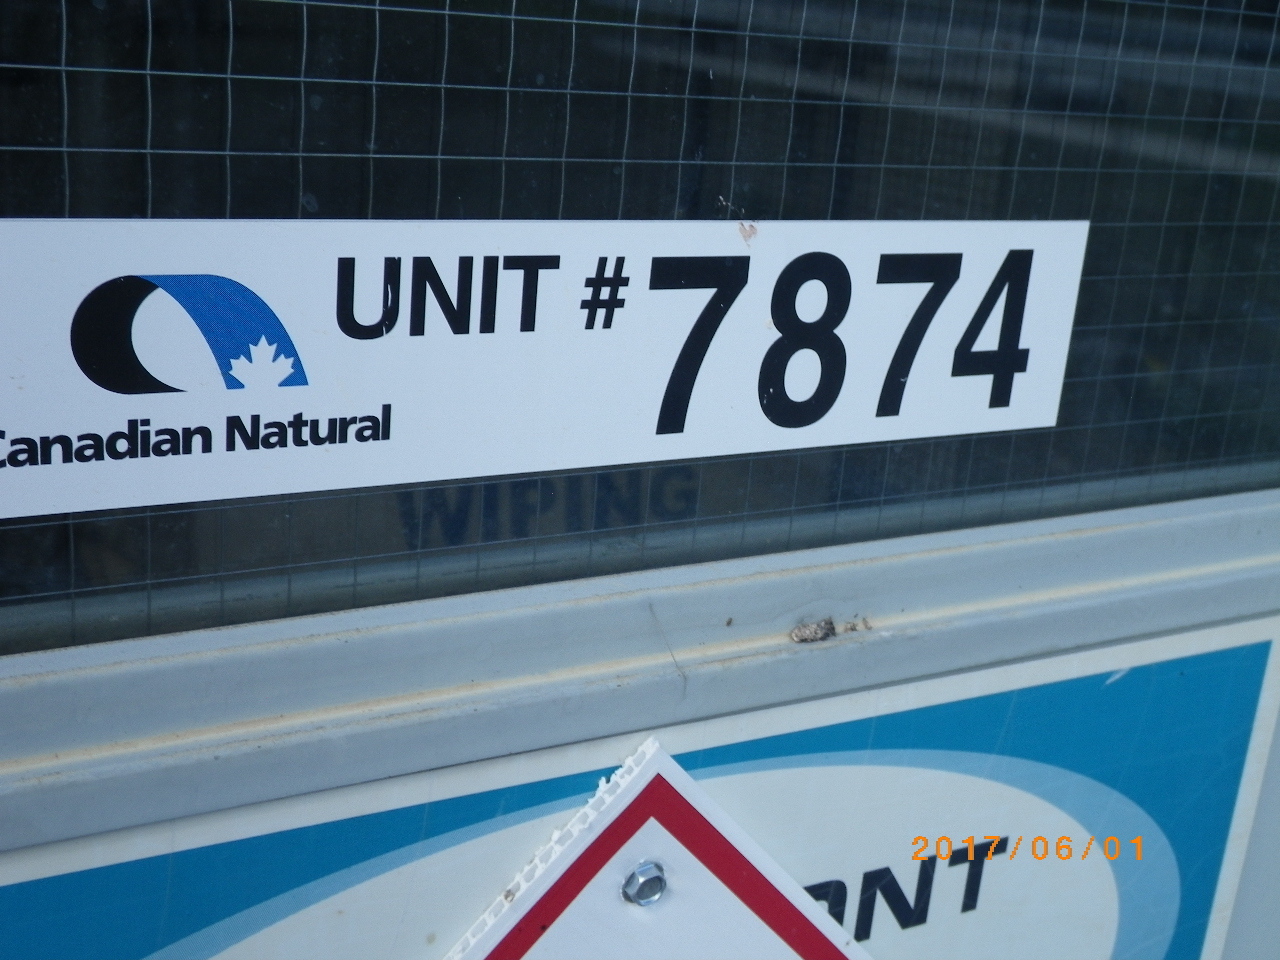 UNIT # 7874
Canadian Natural
WIPING
2017/06/01